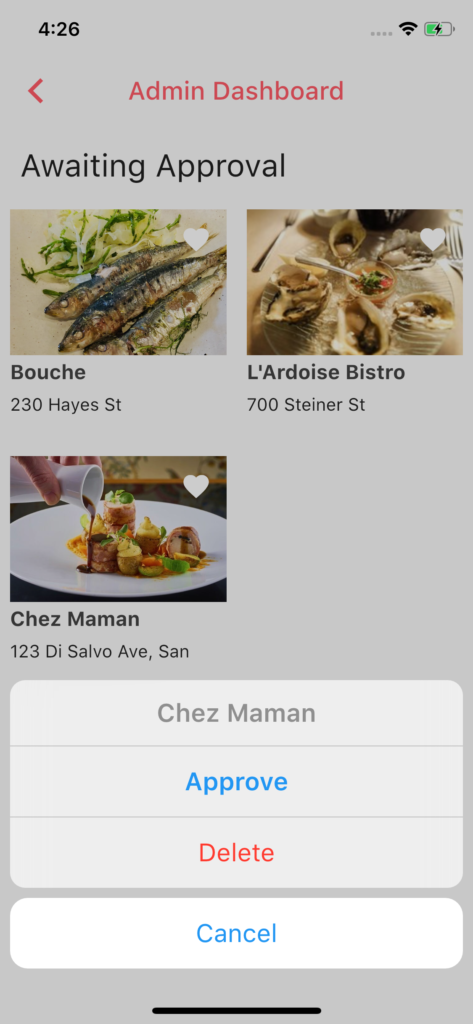 4:26
Admin Dashboard
Awaiting Approval
Bouche
L'Ardoise Bistro
230 Hayes St
700 Steiner St
Chez Maman
123 Di Salvo Ave, San
Chez Maman
Approve
Delete
Cancel